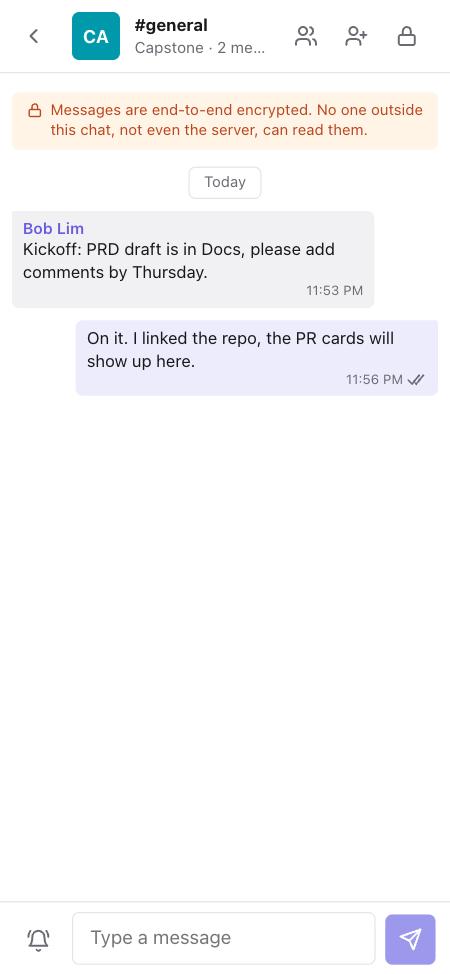 CA
#general
Capstone · 2 me...
Messages are end-to-end encrypted. No one outside
this chat, not even the server, can read them.
Today
Bob Lim
Kickoff: PRD draft is in Docs, please add
comments by Thursday.
11:53 PM
On it. I linked the repo, the PR cards will
show up here.
11:56 PM
Type a message